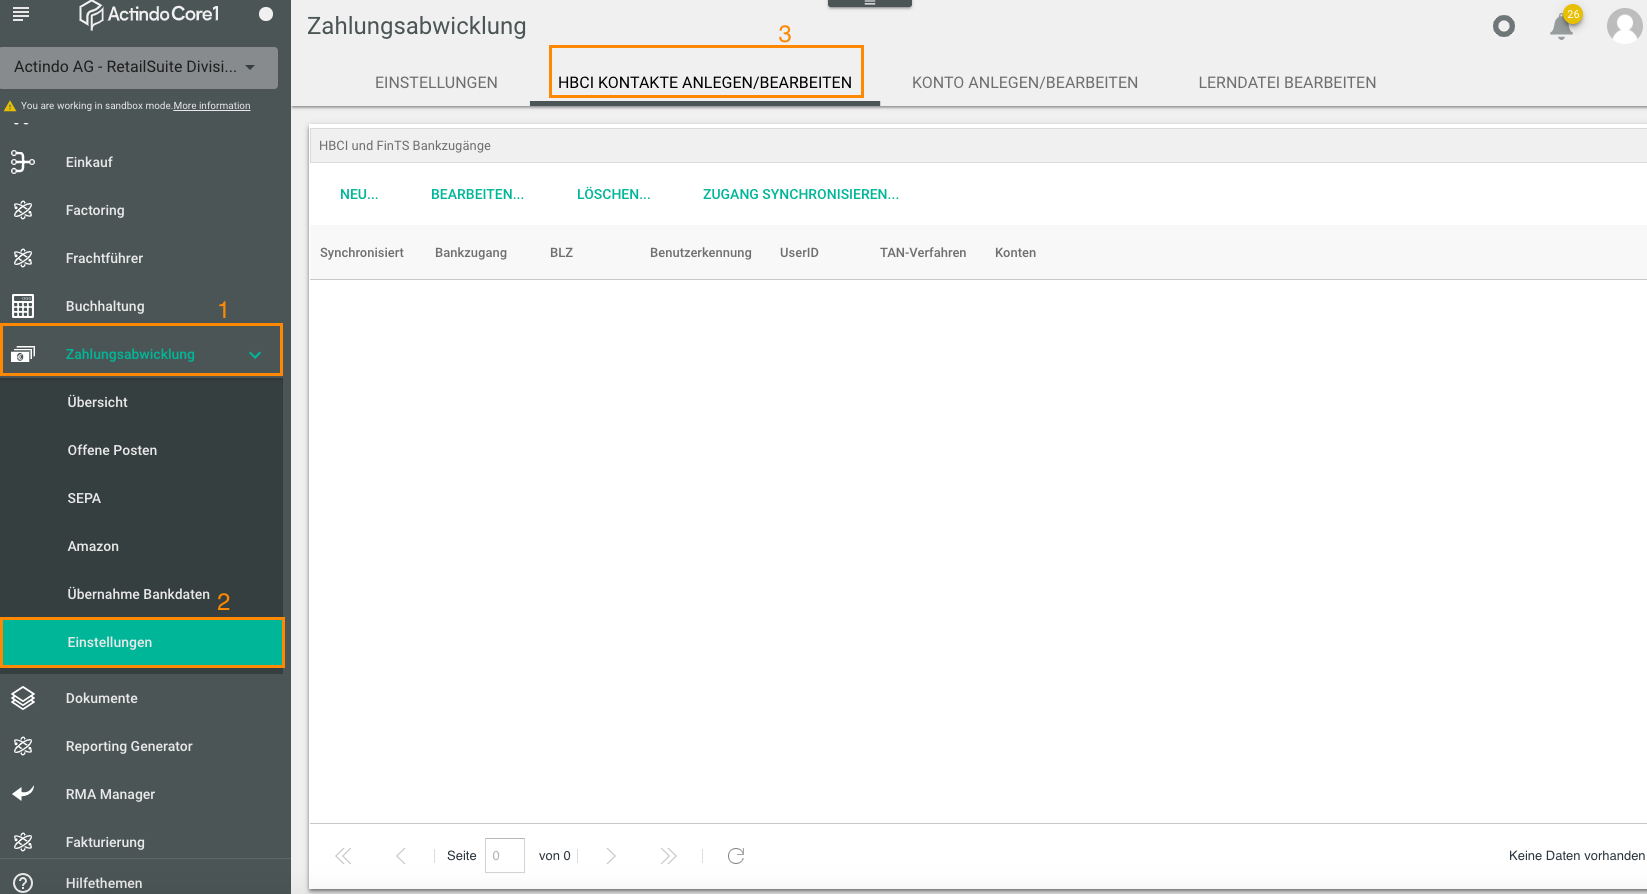 ActindoCore1
Actindo AG - RetailSuite Divisi...
You are working in sandbox mode. More information
Einkauf
Factoring
Frachtführer
Buchhaltung
1
Zahlungsabwicklung
Übersicht
Offene Posten
SEPA
Amazon
Übernahme Bankdaten
2
Einstellungen
Dokumente
Reporting Generator
RMA Manager
Fakturierung
Hilfethemen
Zahlungsabwicklung
3
26
EINSTELLUNGEN HBCI KONTAKTE ANLEGEN/BEARBEITEN KONTO ANLEGEN/BEARBEITEN LERNDATEI BEARBEITEN
HBCI und FinTS Bankzugänge
NEU... BEARBEITEN... LÖSCHEN... ZUGANG SYNCHRONISIEREN...
Synchronisiert Bankzugang BLZ Benutzerkennung UserID TAN-Verfahren Konten
Seite 0 von 0 Keine Daten vorhanden